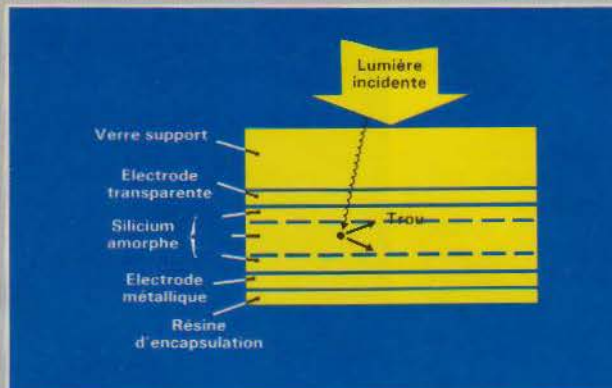 Lumière
incidente
Verre support
Electrode
transparente
Trou
Silicium
amorphe
Electrode
métallique
Résine
d'encapsulation